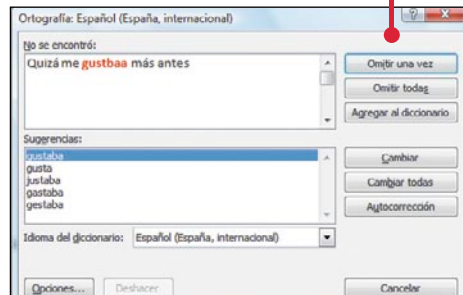 Ortografía: Español (España, internacional)
No se encontró:
Quizá me gustbaa más antes
Omitir una vez
Omitir todas
Agregar al diccionario
Sugerencias:
gustaba
gusta
justaba
gastaba
gestaba
Cambiar
Cambiar todas
Autocorrección
Idioma del diccionario: Español (España, internacional)
Opciones... Deshacer Cancelar